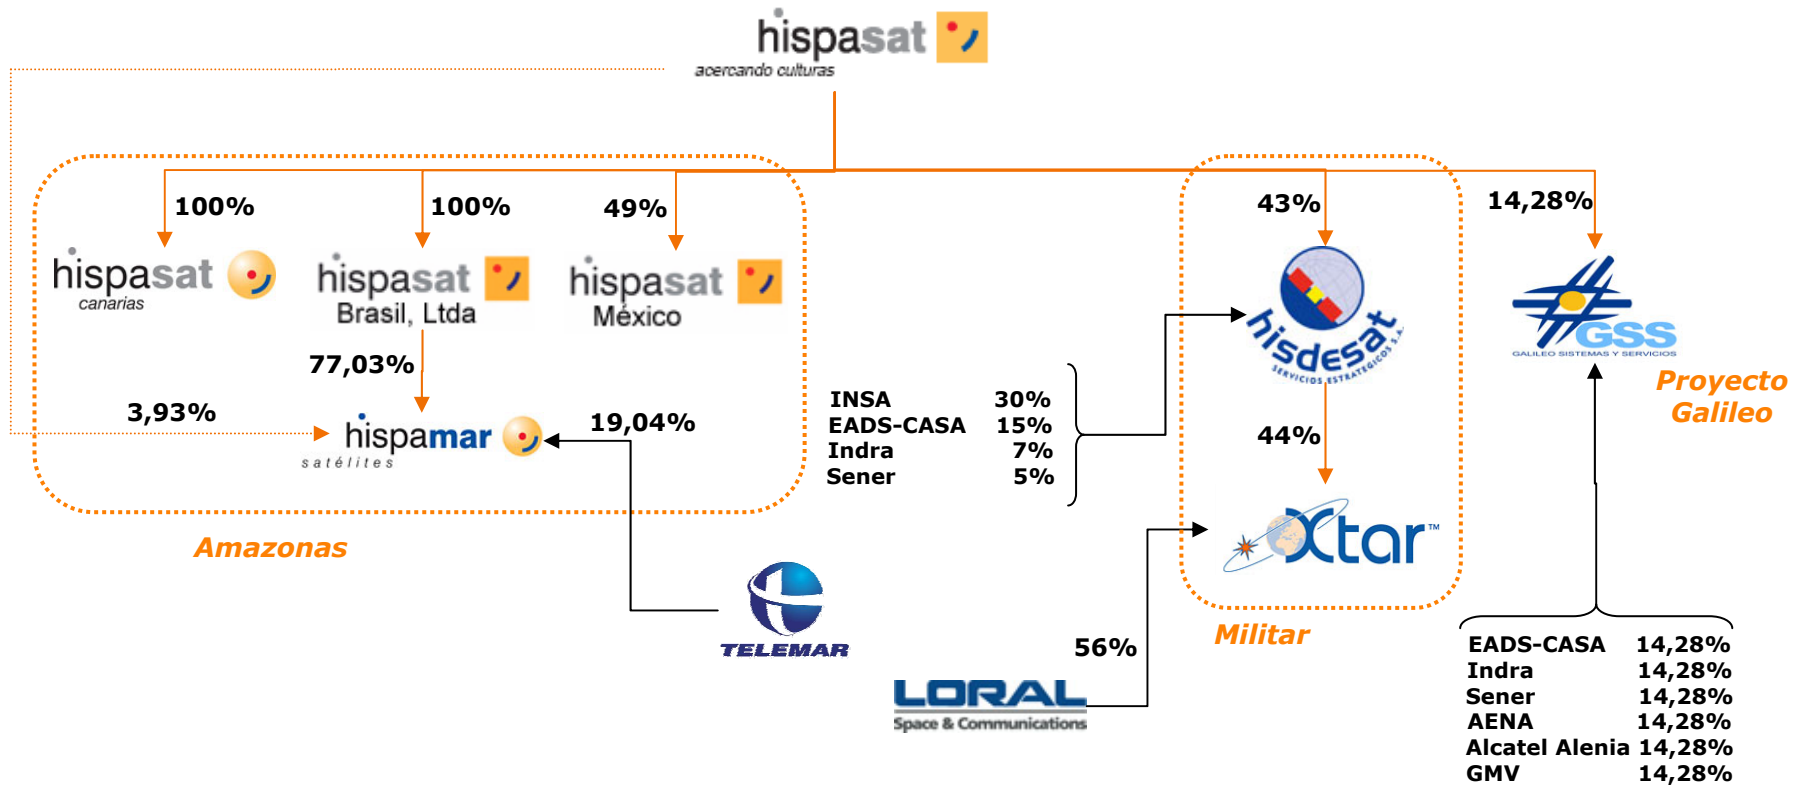 hispasat
acercando culturas
100%
100%
49%
43%
14,28%
hispasat
canarias
hispasat
Brasil, Ltda
hispasat
México
hisdesat
SERVICIOS ESTRATEGICOS S.A.
GSS
GALILEO SISTEMAS Y SERVICIOS
77,03%
3,93%
hispamar
satélites
19,04%
INSA 30%
EADS-CASA 15%
Indra 7%
Sener 5%
44%
Proyecto
Galileo
Xtar™
Amazonas
TELEMAR
Militar
56%
LORAL
Space & Communications
EADS-CASA 14,28%
Indra 14,28%
Sener 14,28%
AENA 14,28%
Alcatel Alenia 14,28%
GMV 14,28%